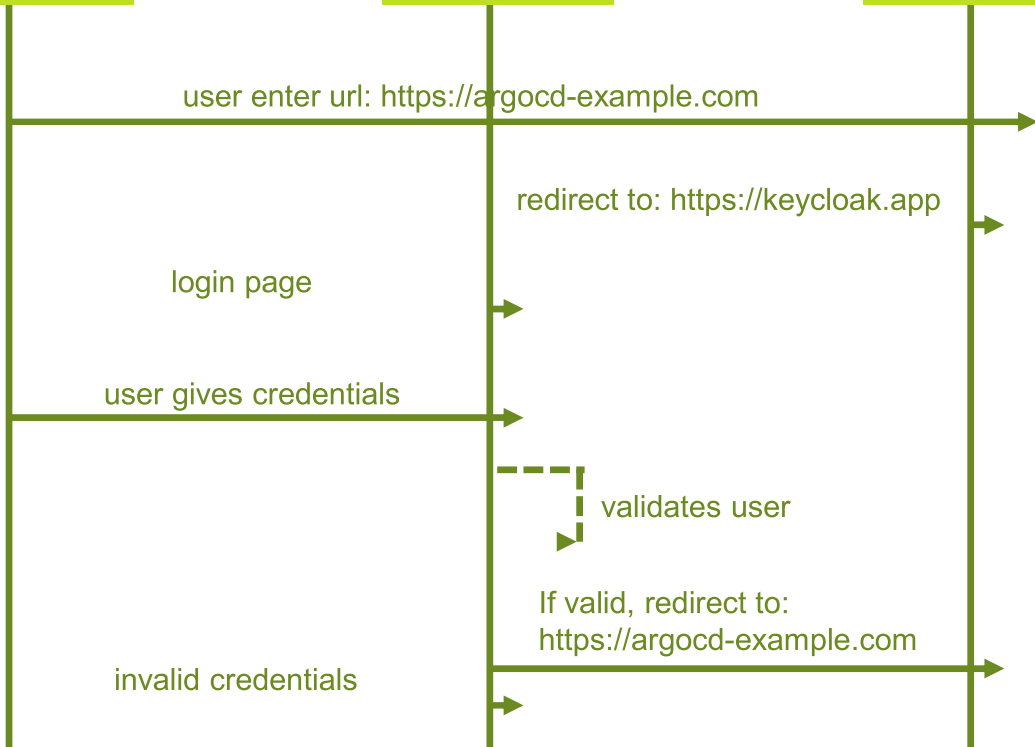 user enter url: https://argocd-example.com
redirect to: https://keycloak.app
login page
user gives credentials
validates user
If valid, redirect to:
https://argocd-example.com
invalid credentials